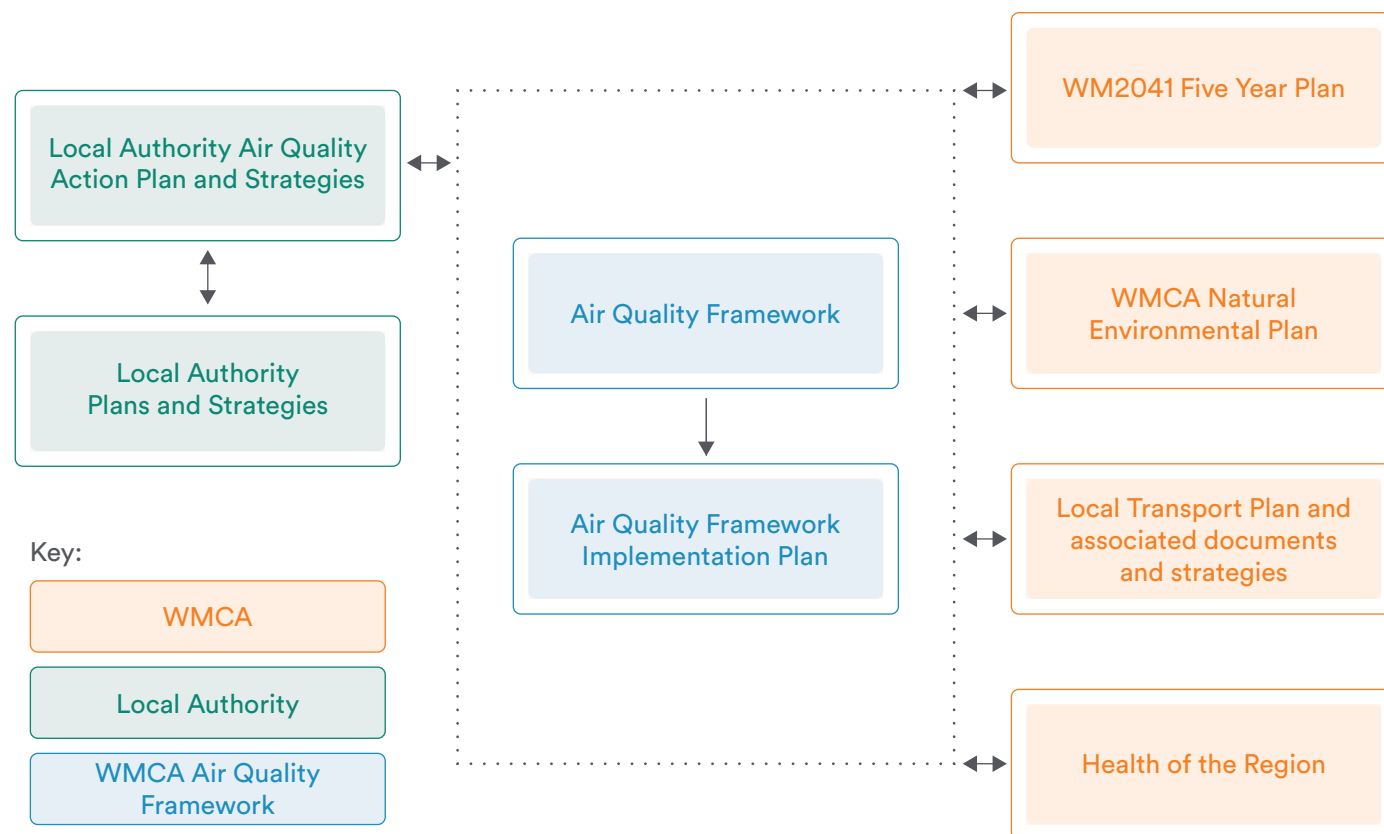 Local Authority Air Quality
Action Plan and Strategies
Local Authority
Plans and Strategies
Key:
WMCA
Local Authority
WMCA Air Quality
Framework
Air Quality Framework
Air Quality Framework
Implementation Plan
WM2041 Five Year Plan
WMCA Natural
Environmental Plan
Local Transport Plan and
associated documents
and strategies
Health of the Region